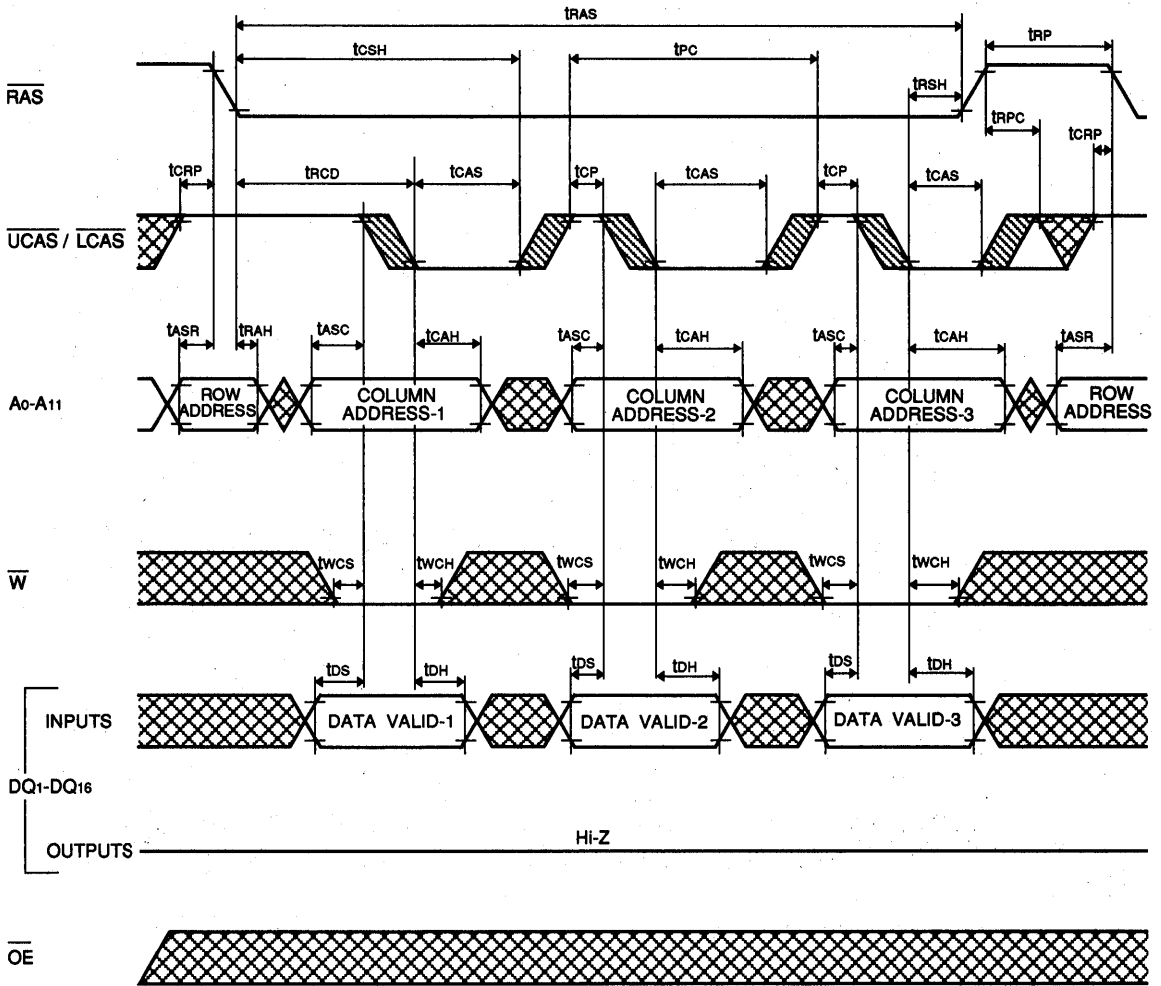 tRAS
tCSH
tPC
tRP
RAS
tRSH
tRPC
tCRP
tCRP
tRCD
tCAS
tCP
tCAS
tCP
tCAS
UCAS / LCAS
tASR
tRAH
tASC
tCAH
tASC
tCAH
tASC
tCAH
tASR
A0-A11
ROW
ADDRESS
COLUMN
ADDRESS-1
COLUMN
ADDRESS-2
COLUMN
ADDRESS-3
ROW
ADDRESS
W
tWCS
tWCH
tWCS
tWCH
tWCS
tWCH
tDS
tDH
tDS
tDH
tDS
tDH
INPUTS
DATA VALID-1
DATA VALID-2
DATA VALID-3
DQ1-DQ16
Hi-Z
OUTPUTS
OE